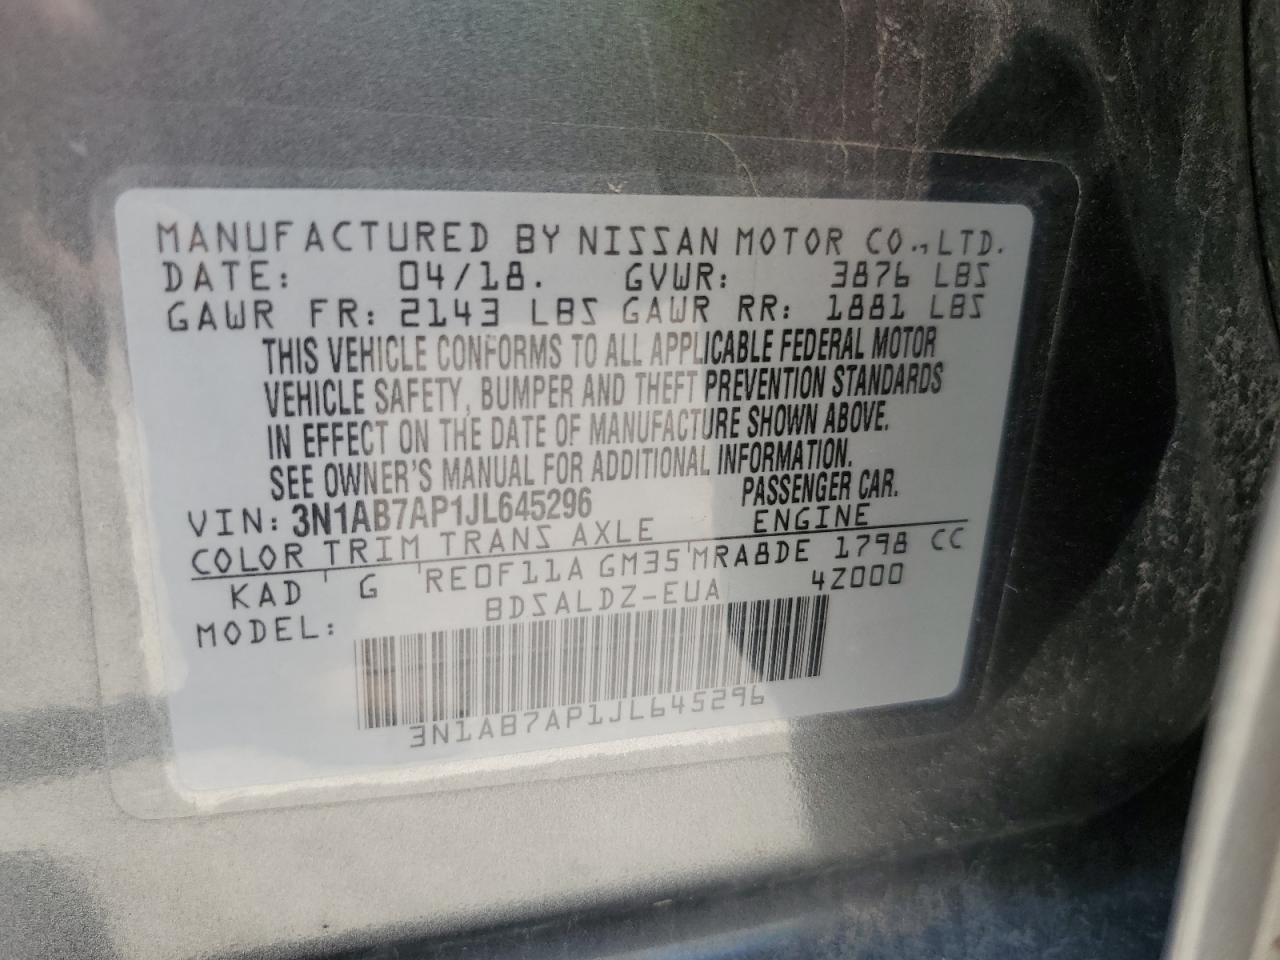 MANUFACTURED BY NISSAN MOTOR CO., LTD.
DATE: 04/18. GVWR: 3876 LBS
GAWR FR: 2143 LBS GAWR RR: 1881 LBS
THIS VEHICLE CONFORMS TO ALL APPLICABLE FEDERAL MOTOR
VEHICLE SAFETY, BUMPER AND THEFT PREVENTION STANDARDS
IN EFFECT ON THE DATE OF MANUFACTURE SHOWN ABOVE.
SEE OWNER'S MANUAL FOR ADDITIONAL INFORMATION.
VIN: 3N1AB7AP1JL645296 PASSENGER CAR.
COLOR TRIM TRANS AXLE ENGINE
KAD G RE0F11A GM35 MRA8DE 1798 CC
MODEL: BDSALDZ-EUA 4Z000
3N1AB7AP1JL645296